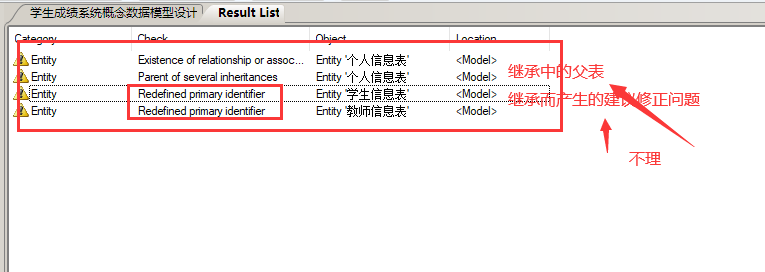 学生成绩系统概念数据模型设计 Result List
Category Check Object Location
Entity Existence of relationship or assoc... Entity '个人信息表' <Model>
继承中的父表
Entity Parent of several inheritances Entity '个人信息表' <Model>
Entity Redefined primary identifier Entity '学生信息表' <Model>
继承而产生的建议修正问题
Entity Redefined primary identifier Entity '教师信息表' <Model>
不理